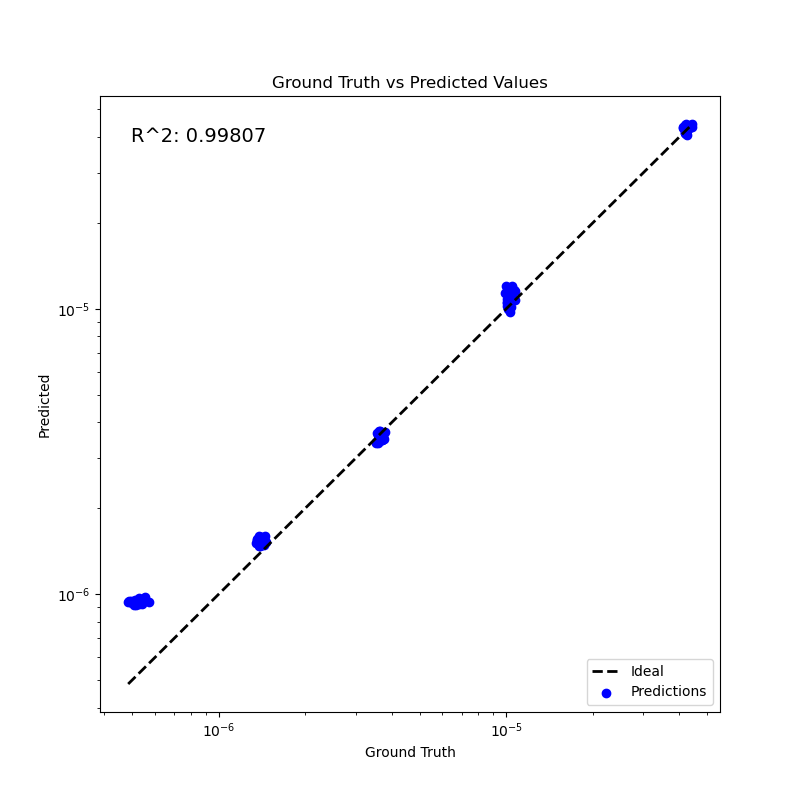 Ground Truth vs Predicted Values
R^2: 0.99807
Predicted
10⁻⁵
10⁻⁶
10⁻⁶
10⁻⁵
Ground Truth
Ideal
Predictions